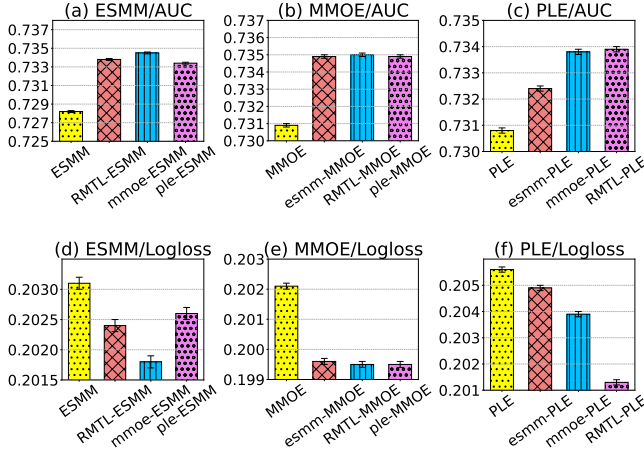 (a) ESMM/AUC
0.737
0.735
0.733
0.731
0.729
0.727
0.725
ESMM
RMTL-ESMM
mmoe-ESMM
ple-ESMM
(b) MMOE/AUC
0.737
0.736
0.735
0.734
0.733
0.732
0.731
0.730
MMOE
esmm-MMOE
RMTL-MMOE
ple-MMOE
(c) PLE/AUC
0.734
0.733
0.732
0.731
0.730
PLE
esmm-PLE
mmoe-PLE
RMTL-PLE
(d) ESMM/Logloss
0.2030
0.2025
0.2020
0.2015
ESMM
RMTL-ESMM
mmoe-ESMM
ple-ESMM
(e) MMOE/Logloss
0.203
0.202
0.201
0.200
0.199
MMOE
esmm-MMOE
RMTL-MMOE
ple-MMOE
(f) PLE/Logloss
0.205
0.204
0.203
0.202
0.201
PLE
esmm-PLE
mmoe-PLE
RMTL-PLE